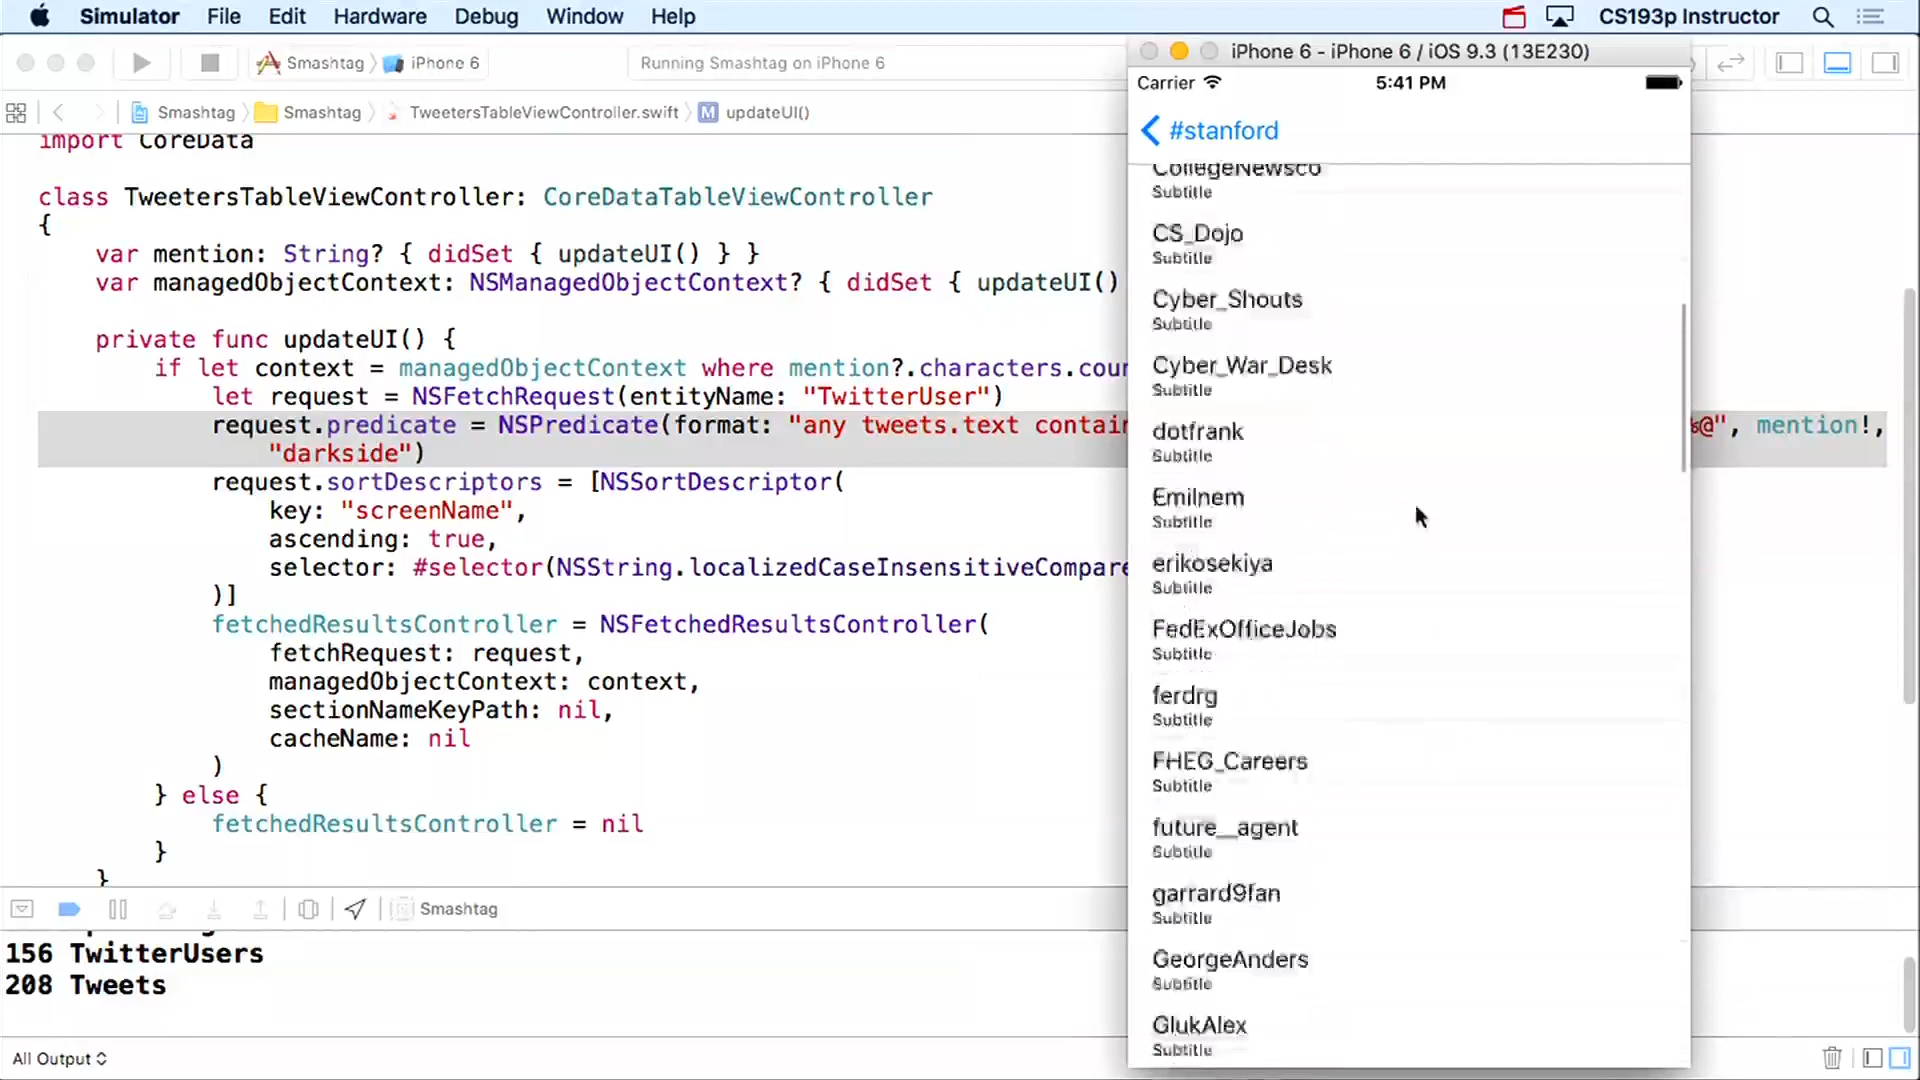 Simulator File Edit Hardware Debug Window Help CS193p Instructor
Smashtag iPhone 6 Running Smashtag on iPhone 6
Smashtag Smashtag TweetersTableViewController.swift M updateUI()
import CoreData
class TweetersTableViewController: CoreDataTableViewController
{
var mention: String? { didSet { updateUI() } }
var managedObjectContext: NSManagedObjectContext? { didSet { updateUI()
private func updateUI() {
if let context = managedObjectContext where mention?.characters.coun
let request = NSFetchRequest(entityName: "TwitterUser")
request.predicate = NSPredicate(format: "any tweets.text contain %@", mention!,
"darkside")
request.sortDescriptors = [NSSortDescriptor(
key: "screenName",
ascending: true,
selector: #selector(NSString.localizedCaseInsensitiveCompare
)]
fetchedResultsController = NSFetchedResultsController(
fetchRequest: request,
managedObjectContext: context,
sectionNameKeyPath: nil,
cacheName: nil
)
} else {
fetchedResultsController = nil
}
}
Smashtag
156 TwitterUsers
208 Tweets
All Output
iPhone 6 - iPhone 6 / iOS 9.3 (13E230)
Carrier 5:41 PM
#stanford
CollegeNewsco
Subtitle
CS_Dojo
Subtitle
Cyber_Shouts
Subtitle
Cyber_War_Desk
Subtitle
dotfrank
Subtitle
Emilnem
Subtitle
erikosekiya
Subtitle
FedExOfficeJobs
Subtitle
ferdrg
Subtitle
FHEG_Careers
Subtitle
future__agent
Subtitle
garrard9fan
Subtitle
GeorgeAnders
Subtitle
GlukAlex
Subtitle